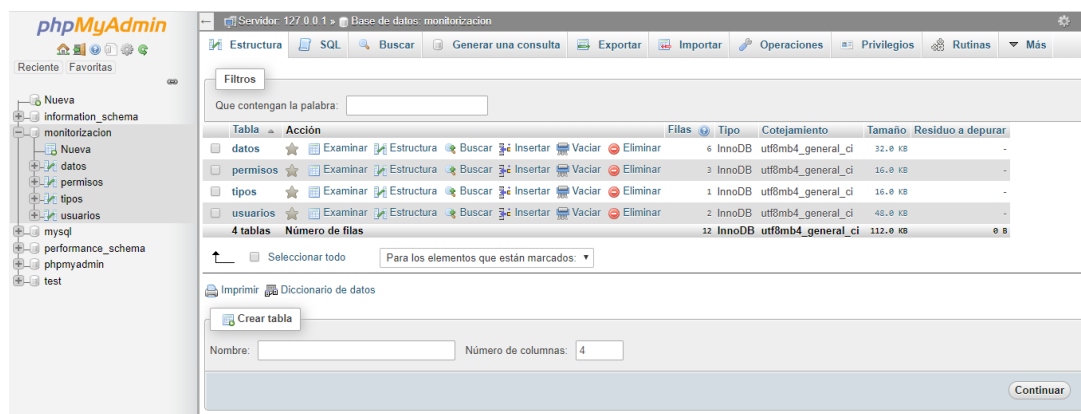 phpMyAdmin
Reciente Favoritas
Nueva
information_schema
monitorizacion
Nueva
datos
permisos
tipos
usuarios
mysql
performance_schema
phpmyadmin
test
Servidor: 127.0.0.1 » Base de datos: monitorizacion
Estructura SQL Buscar Generar una consulta Exportar Importar Operaciones Privilegios Rutinas Más
Filtros
Que contengan la palabra:
Tabla Acción Filas Tipo Cotejamiento Tamaño Residuo a depurar
datos Examinar Estructura Buscar Insertar Vaciar Eliminar 6 InnoDB utf8mb4_general_ci 32.0 KB -
permisos Examinar Estructura Buscar Insertar Vaciar Eliminar 3 InnoDB utf8mb4_general_ci 16.0 KB -
tipos Examinar Estructura Buscar Insertar Vaciar Eliminar 1 InnoDB utf8mb4_general_ci 16.0 KB -
usuarios Examinar Estructura Buscar Insertar Vaciar Eliminar 2 InnoDB utf8mb4_general_ci 48.0 KB -
4 tablas Número de filas 12 InnoDB utf8mb4_general_ci 112.0 KB 0 B
Seleccionar todo Para los elementos que están marcados:
Imprimir Diccionario de datos
Crear tabla
Nombre: Número de columnas: 4
Continuar